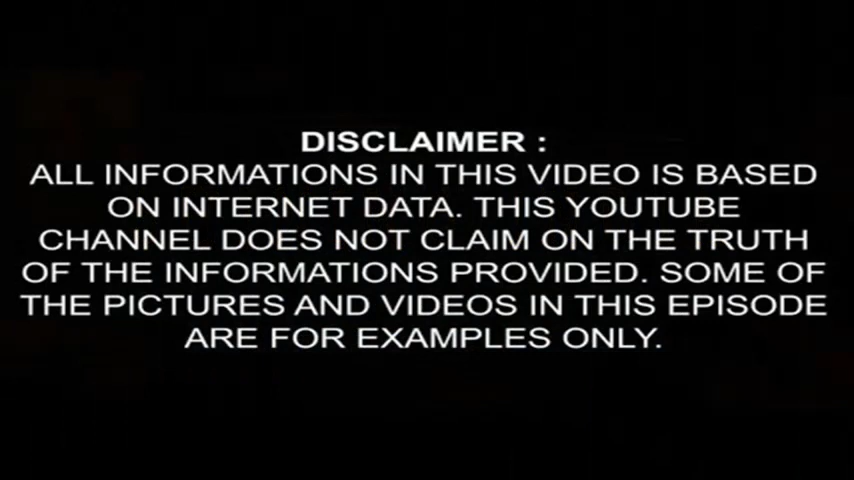 DISCLAIMER :
ALL INFORMATIONS IN THIS VIDEO IS BASED
ON INTERNET DATA. THIS YOUTUBE
CHANNEL DOES NOT CLAIM ON THE TRUTH
OF THE INFORMATIONS PROVIDED. SOME OF
THE PICTURES AND VIDEOS IN THIS EPISODE
ARE FOR EXAMPLES ONLY.